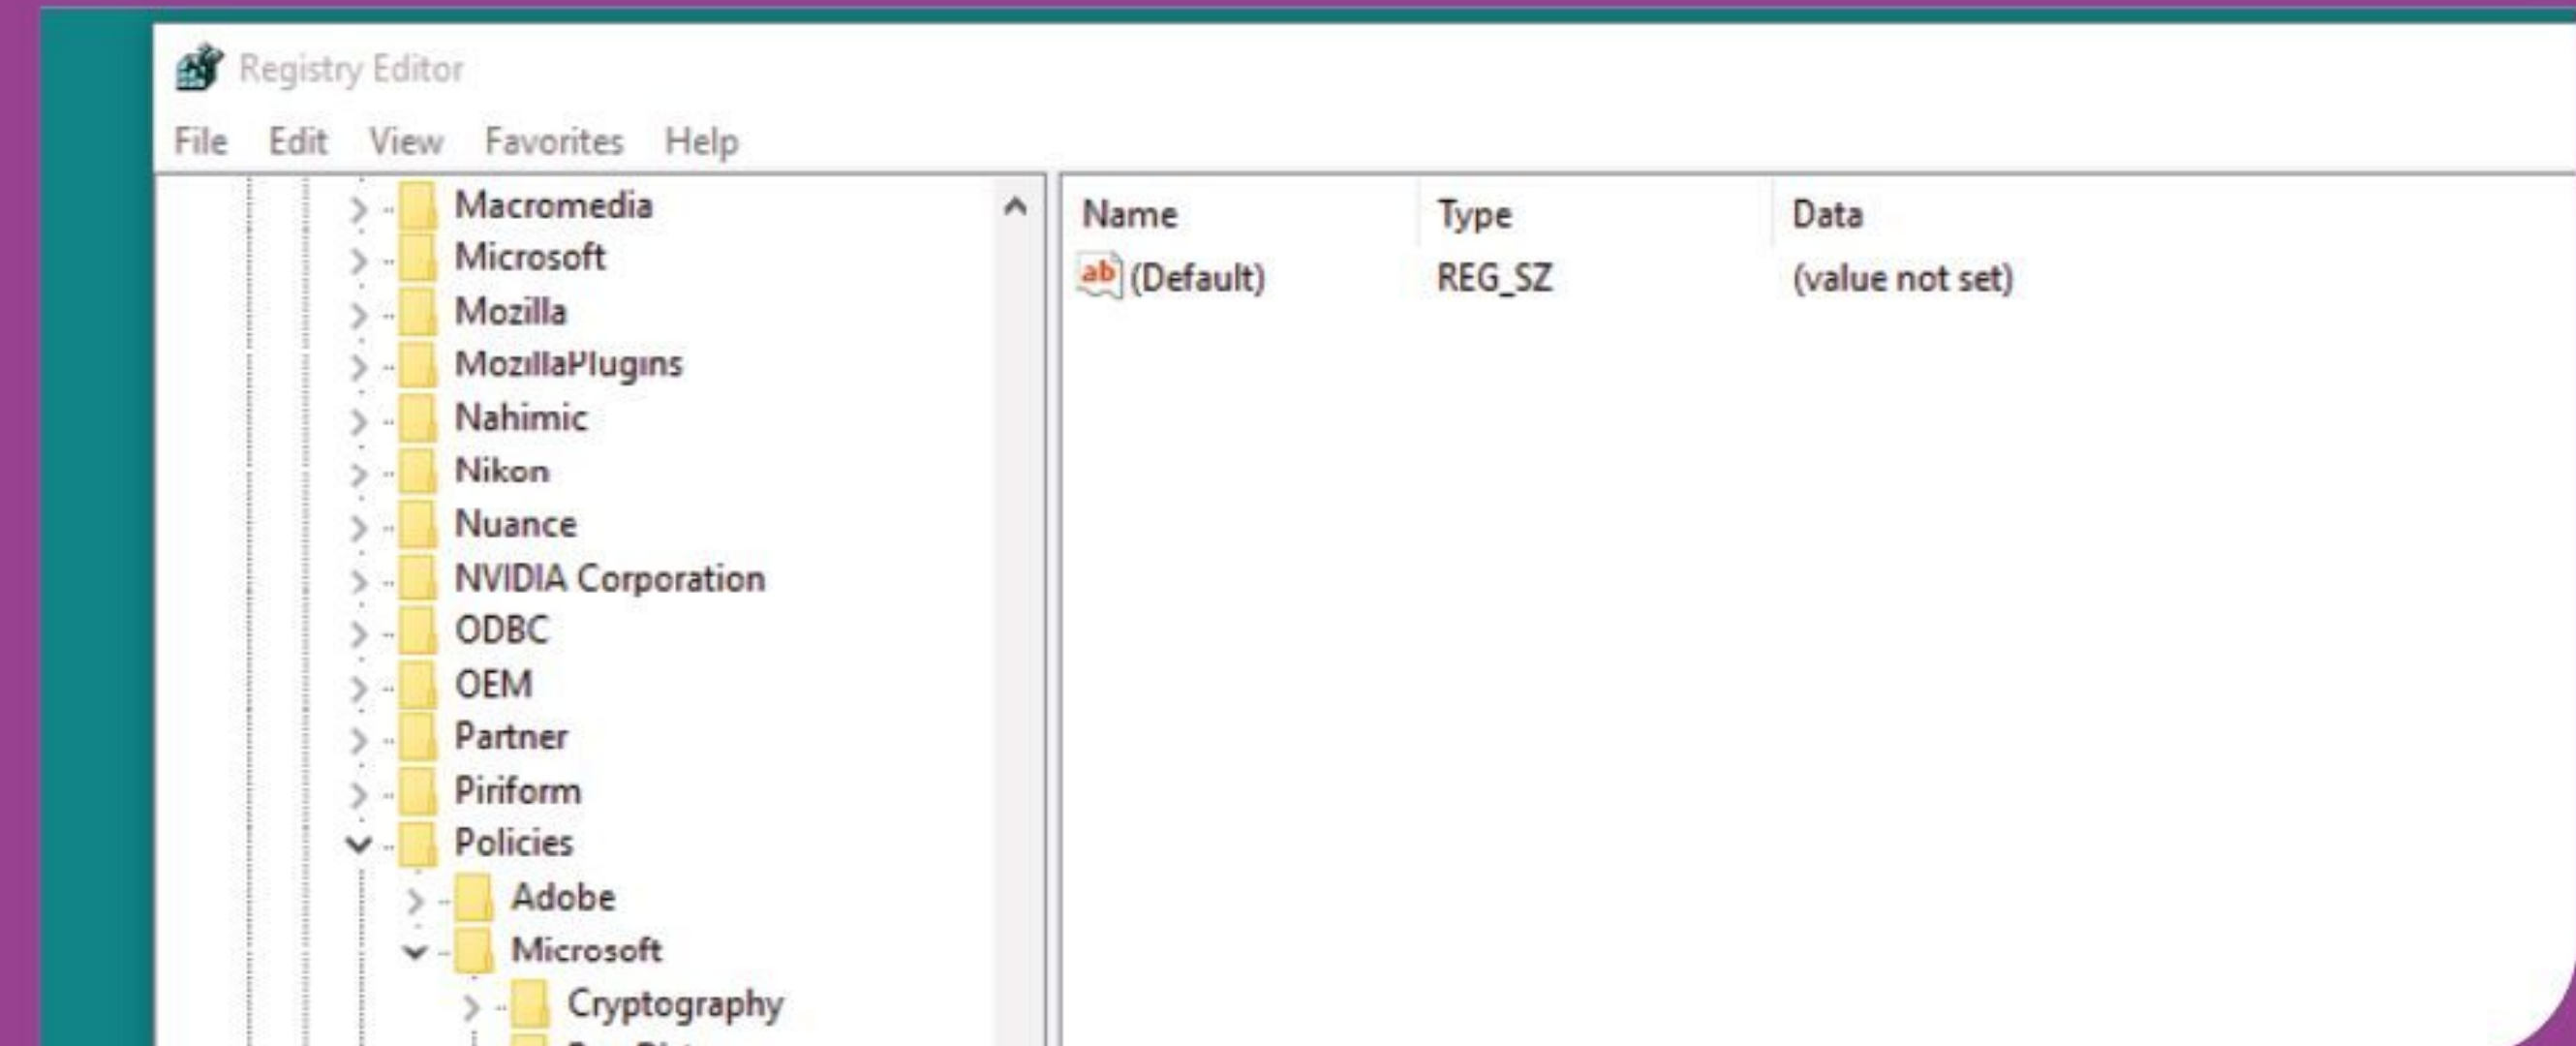 Registry Editor
File Edit View Favorites Help
Macromedia
Microsoft
Mozilla
MozillaPlugins
Nahimic
Nikon
Nuance
NVIDIA Corporation
ODBC
OEM
Partner
Piriform
Policies
Adobe
Microsoft
Cryptography
Name Type Data
ab (Default) REG_SZ (value not set)